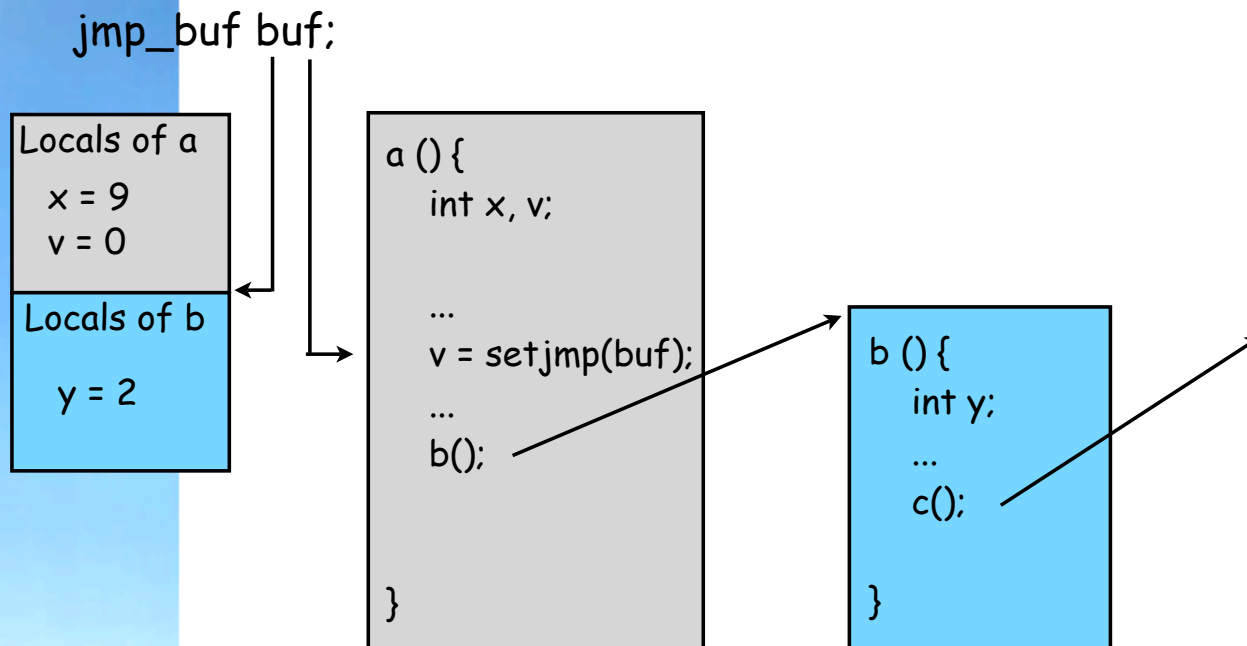 jmp_buf buf;
Locals of a
x = 9
v = 0
Locals of b
y = 2
a () {
int x, v;
...
v = setjmp(buf);
...
b();
}
b () {
int y;
...
c();
}